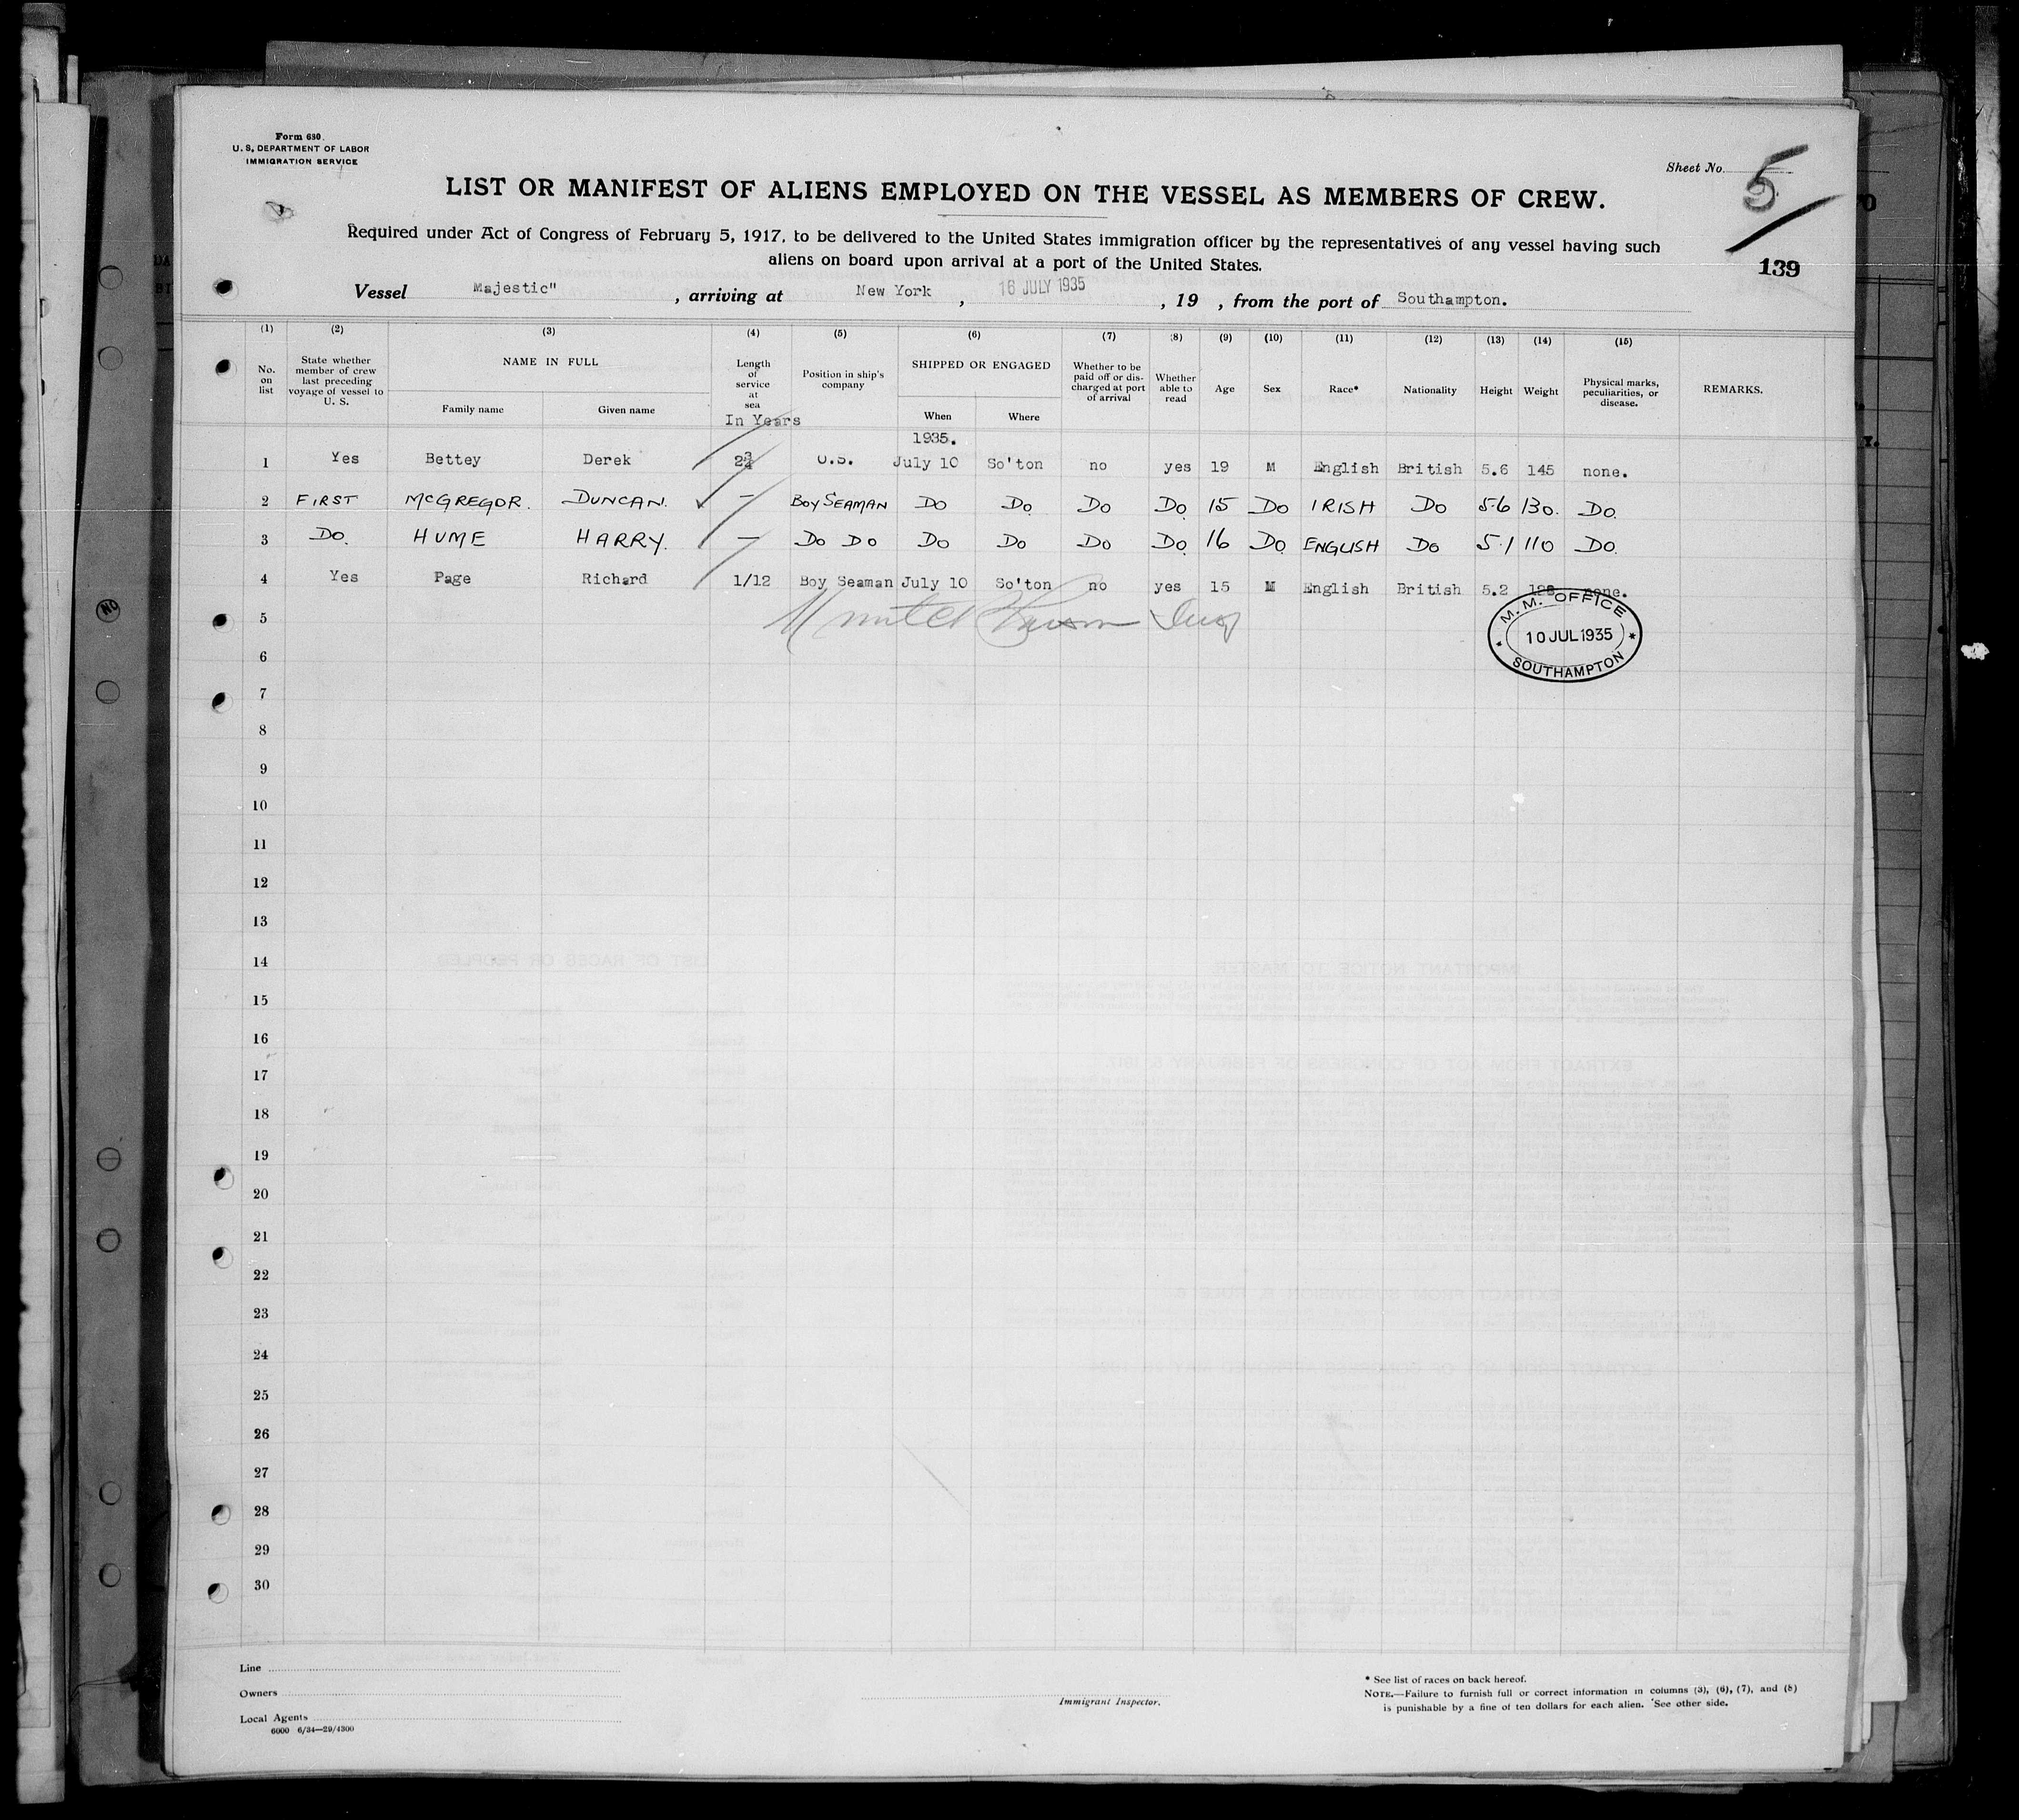 Form 680
U. S. DEPARTMENT OF LABOR
IMMIGRATION SERVICE
Sheet No. 5
LIST OR MANIFEST OF ALIENS EMPLOYED ON THE VESSEL AS MEMBERS OF CREW.
Required under Act of Congress of February 5, 1917, to be delivered to the United States immigration officer by the representatives of any vessel having such
aliens on board upon arrival at a port of the United States.
139
Vessel Majestic" , arriving at New York , 16 JULY 1935 , 19 , from the port of Southampton.
(1) (2) (3) (4) (5) (6) (7) (8) (9) (10) (11) (12) (13) (14) (15)
No. on list
State whether member of crew last preceding voyage of vessel to U. S.
NAME IN FULL
Family name
Given name
Length of service at sea
In Years
Position in ship's company
SHIPPED OR ENGAGED
When
Where
Whether to be paid off or discharged at port of arrival
Whether able to read
Age
Sex
Race*
Nationality
Height
Weight
Physical marks, peculiarities, or disease.
REMARKS.
1935.
1 Yes Bettey Derek 2¾ O.S. July 10 So'ton no yes 19 M English British 5.6 145 none.
2 FIRST McGREGOR. DUNCAN. ✓ — BOY SEAMAN DO DO DO DO 15 DO IRISH DO 5.6 130. DO.
3 DO. HUME HARRY. — DO DO DO DO DO DO 16 DO ENGLISH DO 5.1 110 DO.
4 Yes Page Richard 1/12 Boy Seaman July 10 So'ton no yes 15 M English British 5.2 128 none.
M. M. OFFICE
10 JUL 1935
SOUTHAMPTON
5
6
7
8
9
10
11
12
13
14
15
16
17
18
19
20
21
22
23
24
25
26
27
28
29
30
Line
Owners
Local Agents
6000 6/34—29/4300
Immigrant Inspector.
* See list of races on back hereof.
NOTE.—Failure to furnish full or correct information in columns (3), (6), (7), and (8)
is punishable by a fine of ten dollars for each alien. See other side.